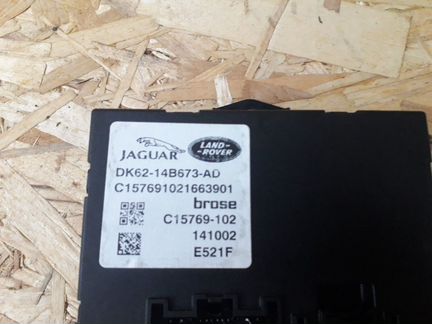 JAGUAR
LAND-
-ROVER
DK62-14B673-AD
C157691021663901
brose
C15769-102
141002
E521F